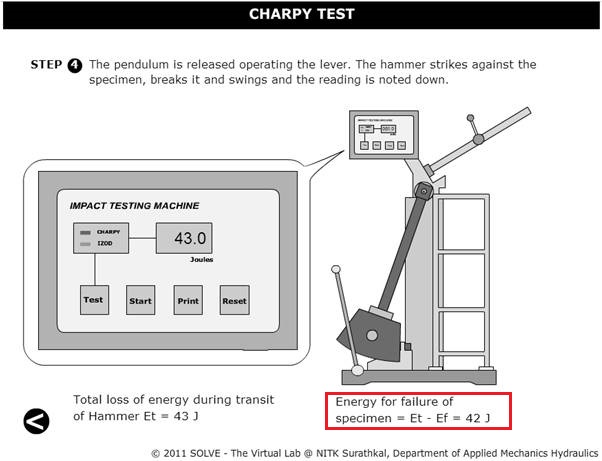 CHARPY TEST
STEP 4 The pendulum is released operating the lever. The hammer strikes against the
specimen, breaks it and swings and the reading is noted down.
IMPACT TESTING MACHINE
CHARPY
IZOD
43.0
Joules
Test Start Print Reset
Total loss of energy during transit
of Hammer Et = 43 J
Energy for failure of
specimen = Et - Ef = 42 J
© 2011 SOLVE - The Virtual Lab @ NITK Surathkal, Department of Applied Mechanics Hydraulics